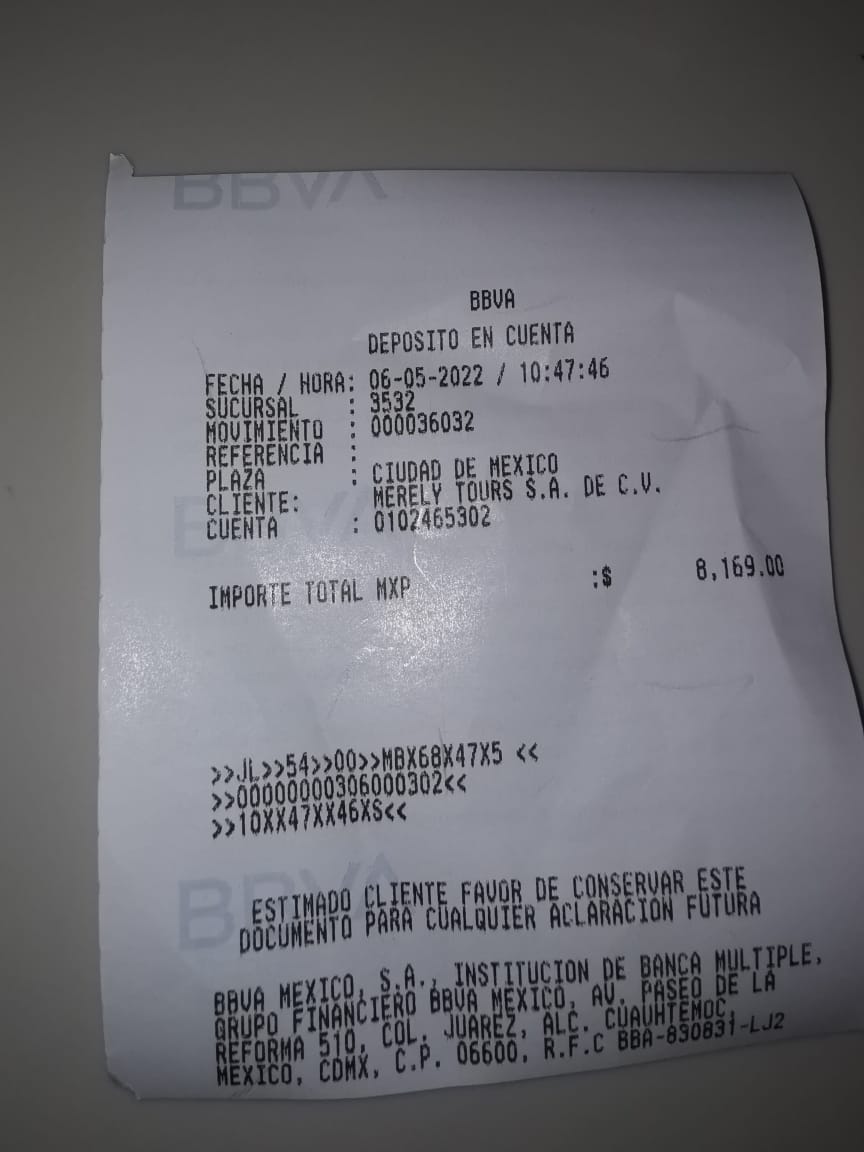 BBVA
BBVA
DEPOSITO EN CUENTA
FECHA / HORA: 06-05-2022 / 10:47:46
SUCURSAL : 3532
MOVIMIENTO : 000036032
REFERENCIA :
PLAZA : CIUDAD DE MEXICO
CLIENTE: MERELY TOURS S.A. DE C.V.
CUENTA : 0102465302
IMPORTE TOTAL MXP :$ 8,169.00
>>JL>>54>>00>>MBX68X47X5 <<
>>00000000306000302<<
>>10XX47XX46XS<<
BBVA
ESTIMADO CLIENTE FAVOR DE CONSERVAR ESTE
DOCUMENTO PARA CUALQUIER ACLARACION FUTURA
BBVA MEXICO, S.A., INSTITUCION DE BANCA MULTIPLE,
GRUPO FINANCIERO BBVA MEXICO, AV. PASEO DE LA
REFORMA 510, COL. JUAREZ, ALC. CUAUHTEMOC,
MEXICO, CDMX, C.P. 06600, R.F.C BBA-830831-LJ2